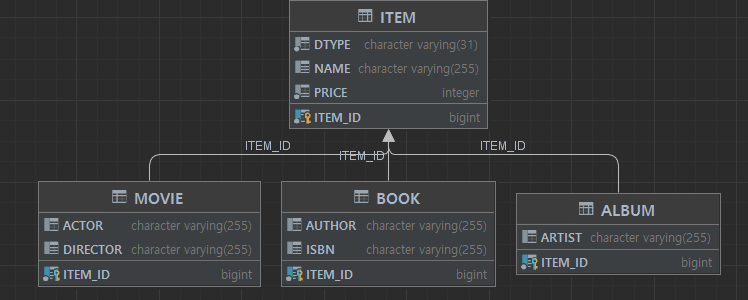 ITEM
DTYPE character varying(31)
NAME character varying(255)
PRICE integer
ITEM_ID bigint
ITEM_ID
ITEM_ID
ITEM_ID
MOVIE
ACTOR character varying(255)
DIRECTOR character varying(255)
ITEM_ID bigint
BOOK
AUTHOR character varying(255)
ISBN character varying(255)
ITEM_ID bigint
ALBUM
ARTIST character varying(255)
ITEM_ID bigint